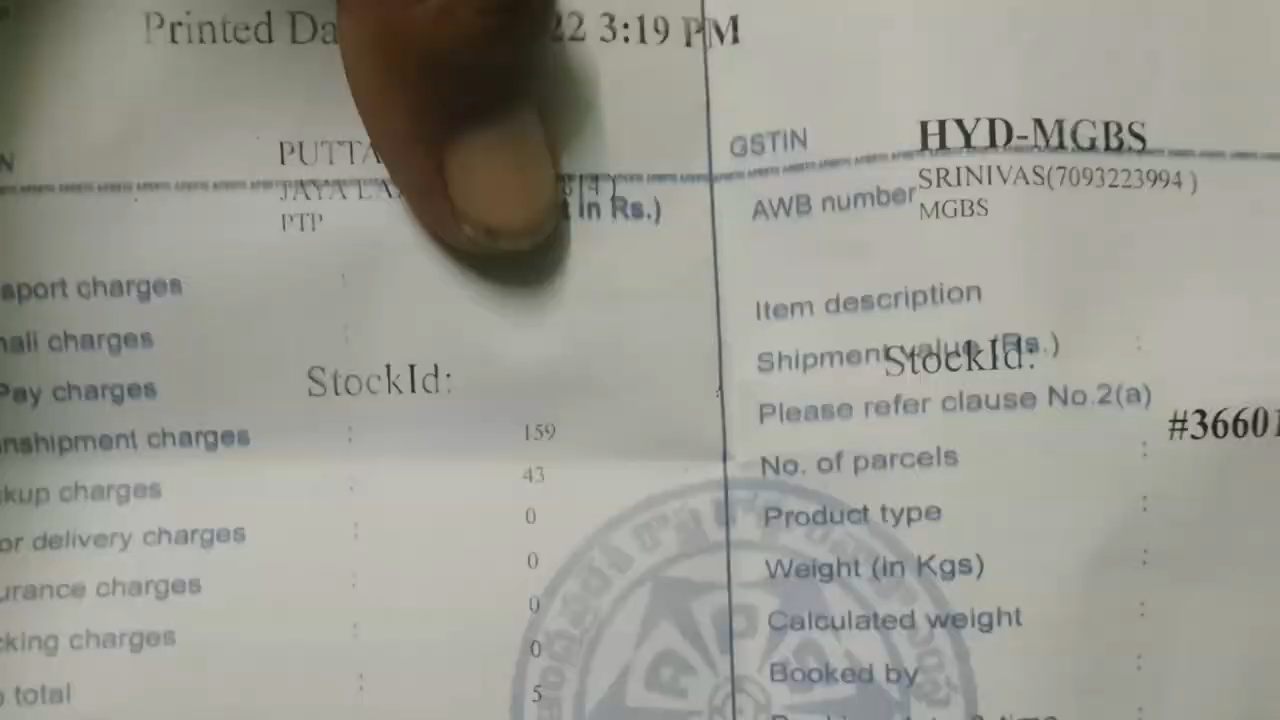 Printed Da 22 3:19 PM
N PUTTA GSTIN HYD-MGBS
JAYA LA SRINIVAS(7093223994 )
PTP t in Rs.) AWB number MGBS
sport charges : Item description
mali charges : Shipment value (Rs.) :
StockId:
Pay charges StockId: Please refer clause No.2(a) #36601
nshipment charges : 159 No. of parcels :
kup charges : 43 Product type :
or delivery charges : 0 Weight (in Kgs) :
urance charges : 0 Calculated weight :
cking charges : 0 Booked by :
0
total : 5